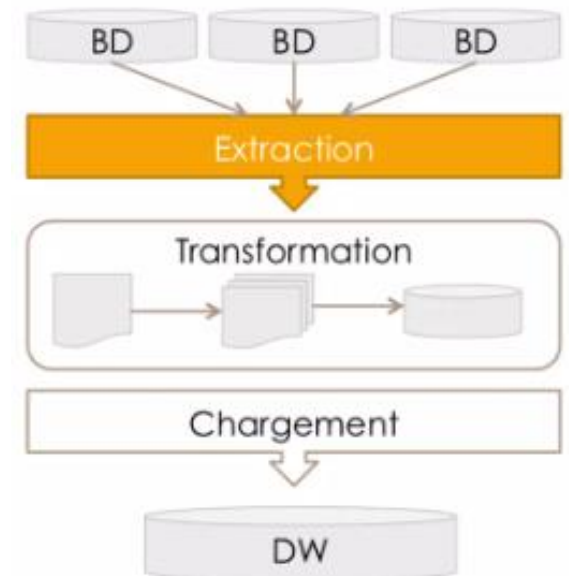 BD BD BD
Extraction
Transformation
Chargement
DW